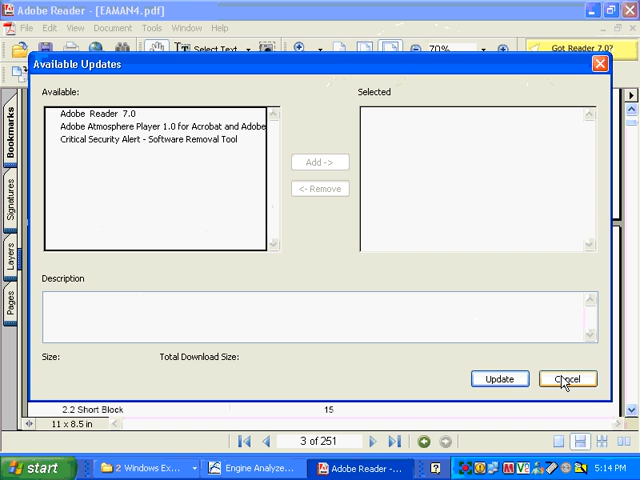 Adobe Reader - [EAMAN4.pdf]
File Edit View Document Tools Window Help
Select Text
70%
Got Reader 7.0?
Available Updates
Available:
Selected
Adobe Reader 7.0
Adobe Atmosphere Player 1.0 for Acrobat and Adobe
Critical Security Alert - Software Removal Tool
Add ->
<- Remove
Description
Size:
Total Download Size:
Update
Cancel
Bookmarks
Signatures
Layers
Pages
2.2 Short Block 15
11 x 8.5 in
3 of 251
start
2 Windows Ex...
Engine Analyze...
Adobe Reader -...
5:14 PM